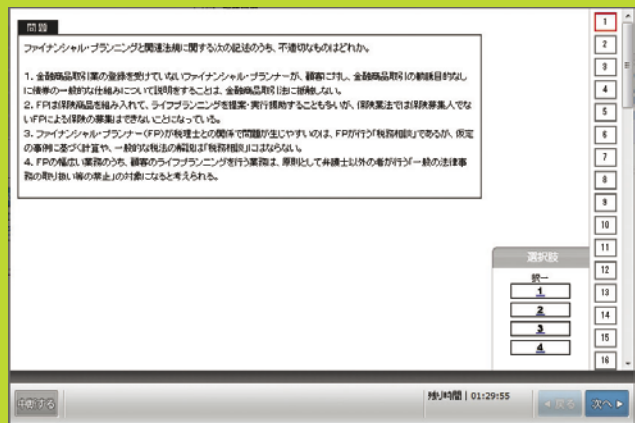 問題
ファイナンシャル・プランニングと関連法規に関する次の記述のうち、不適切なものはどれか。
1. 金融商品取引業の登録を受けていないファイナンシャル・プランナーが、顧客に対し、金融商品取引の勧誘目的なし
に債券の一般的な仕組みについて説明をすることは、金融商品取引法に抵触しない。
2. FPは保険商品を組み入れて、ライフプランニングを提案・実行援助することも多いが、保険業法では保険募集人でな
いFPによる保険の募集はできないことになっている。
3. ファイナンシャル・プランナー(FP)が税理士との関係で問題が生じやすいのは、FPが行う「税務相談」であるが、仮定
の事例に基づく計算や、一般的な税法の解説は「税務相談」にはならない。
4. FPの幅広い業務のうち、顧客のライフプランニングを行う業務は、原則として弁護士以外の者が行う「一般の法律事
務の取り扱い等の禁止」の対象になると考えられる。
選択肢
択一
1
2
3
4
1
2
3
4
5
6
7
8
9
10
11
12
13
14
15
16
中断する
残り時間 | 01:29:55
◀戻る
次へ▶